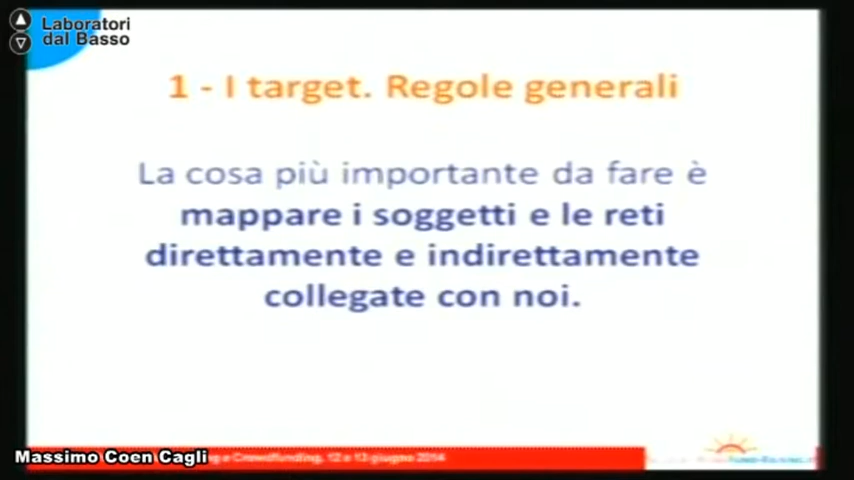 Laboratori
dal Basso
1 - I target. Regole generali
La cosa più importante da fare è
mappare i soggetti e le reti
direttamente e indirettamente
collegate con noi.
Massimo Coen Cagli
e Crowdfunding, 12 e 13 giugno 2014